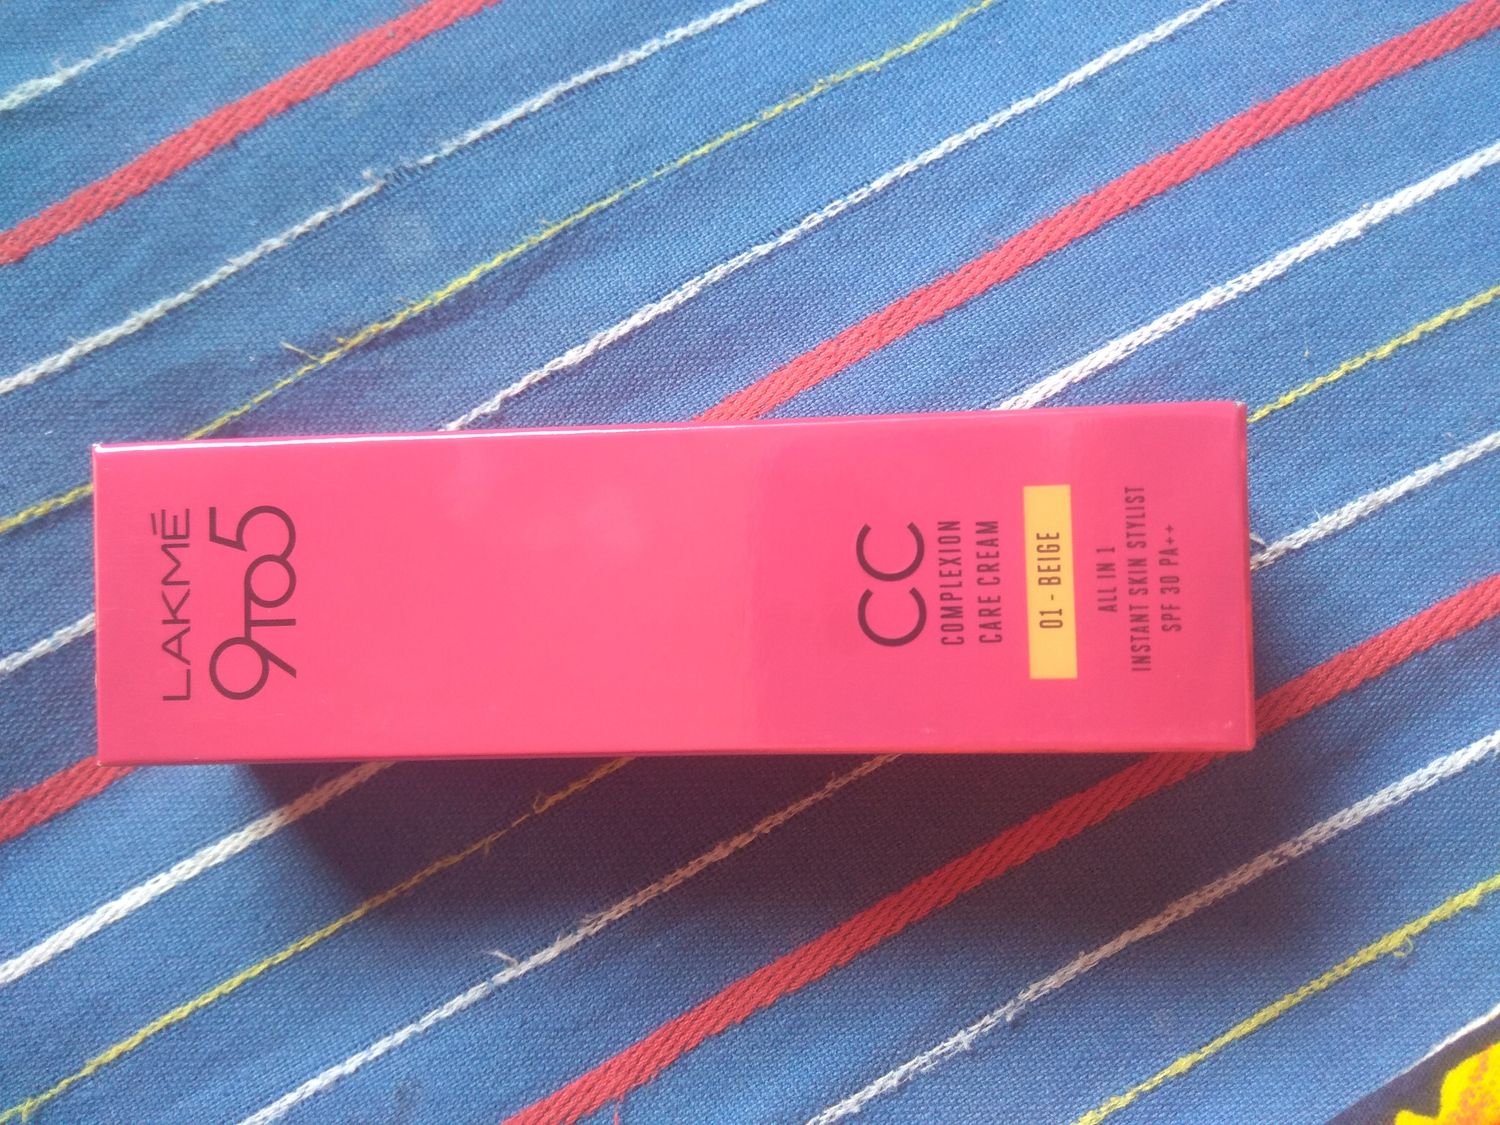 LAKMÉ
9TO5
CC
COMPLEXION
CARE CREAM
01 - BEIGE
ALL IN 1
INSTANT SKIN STYLIST
SPF 30 PA++